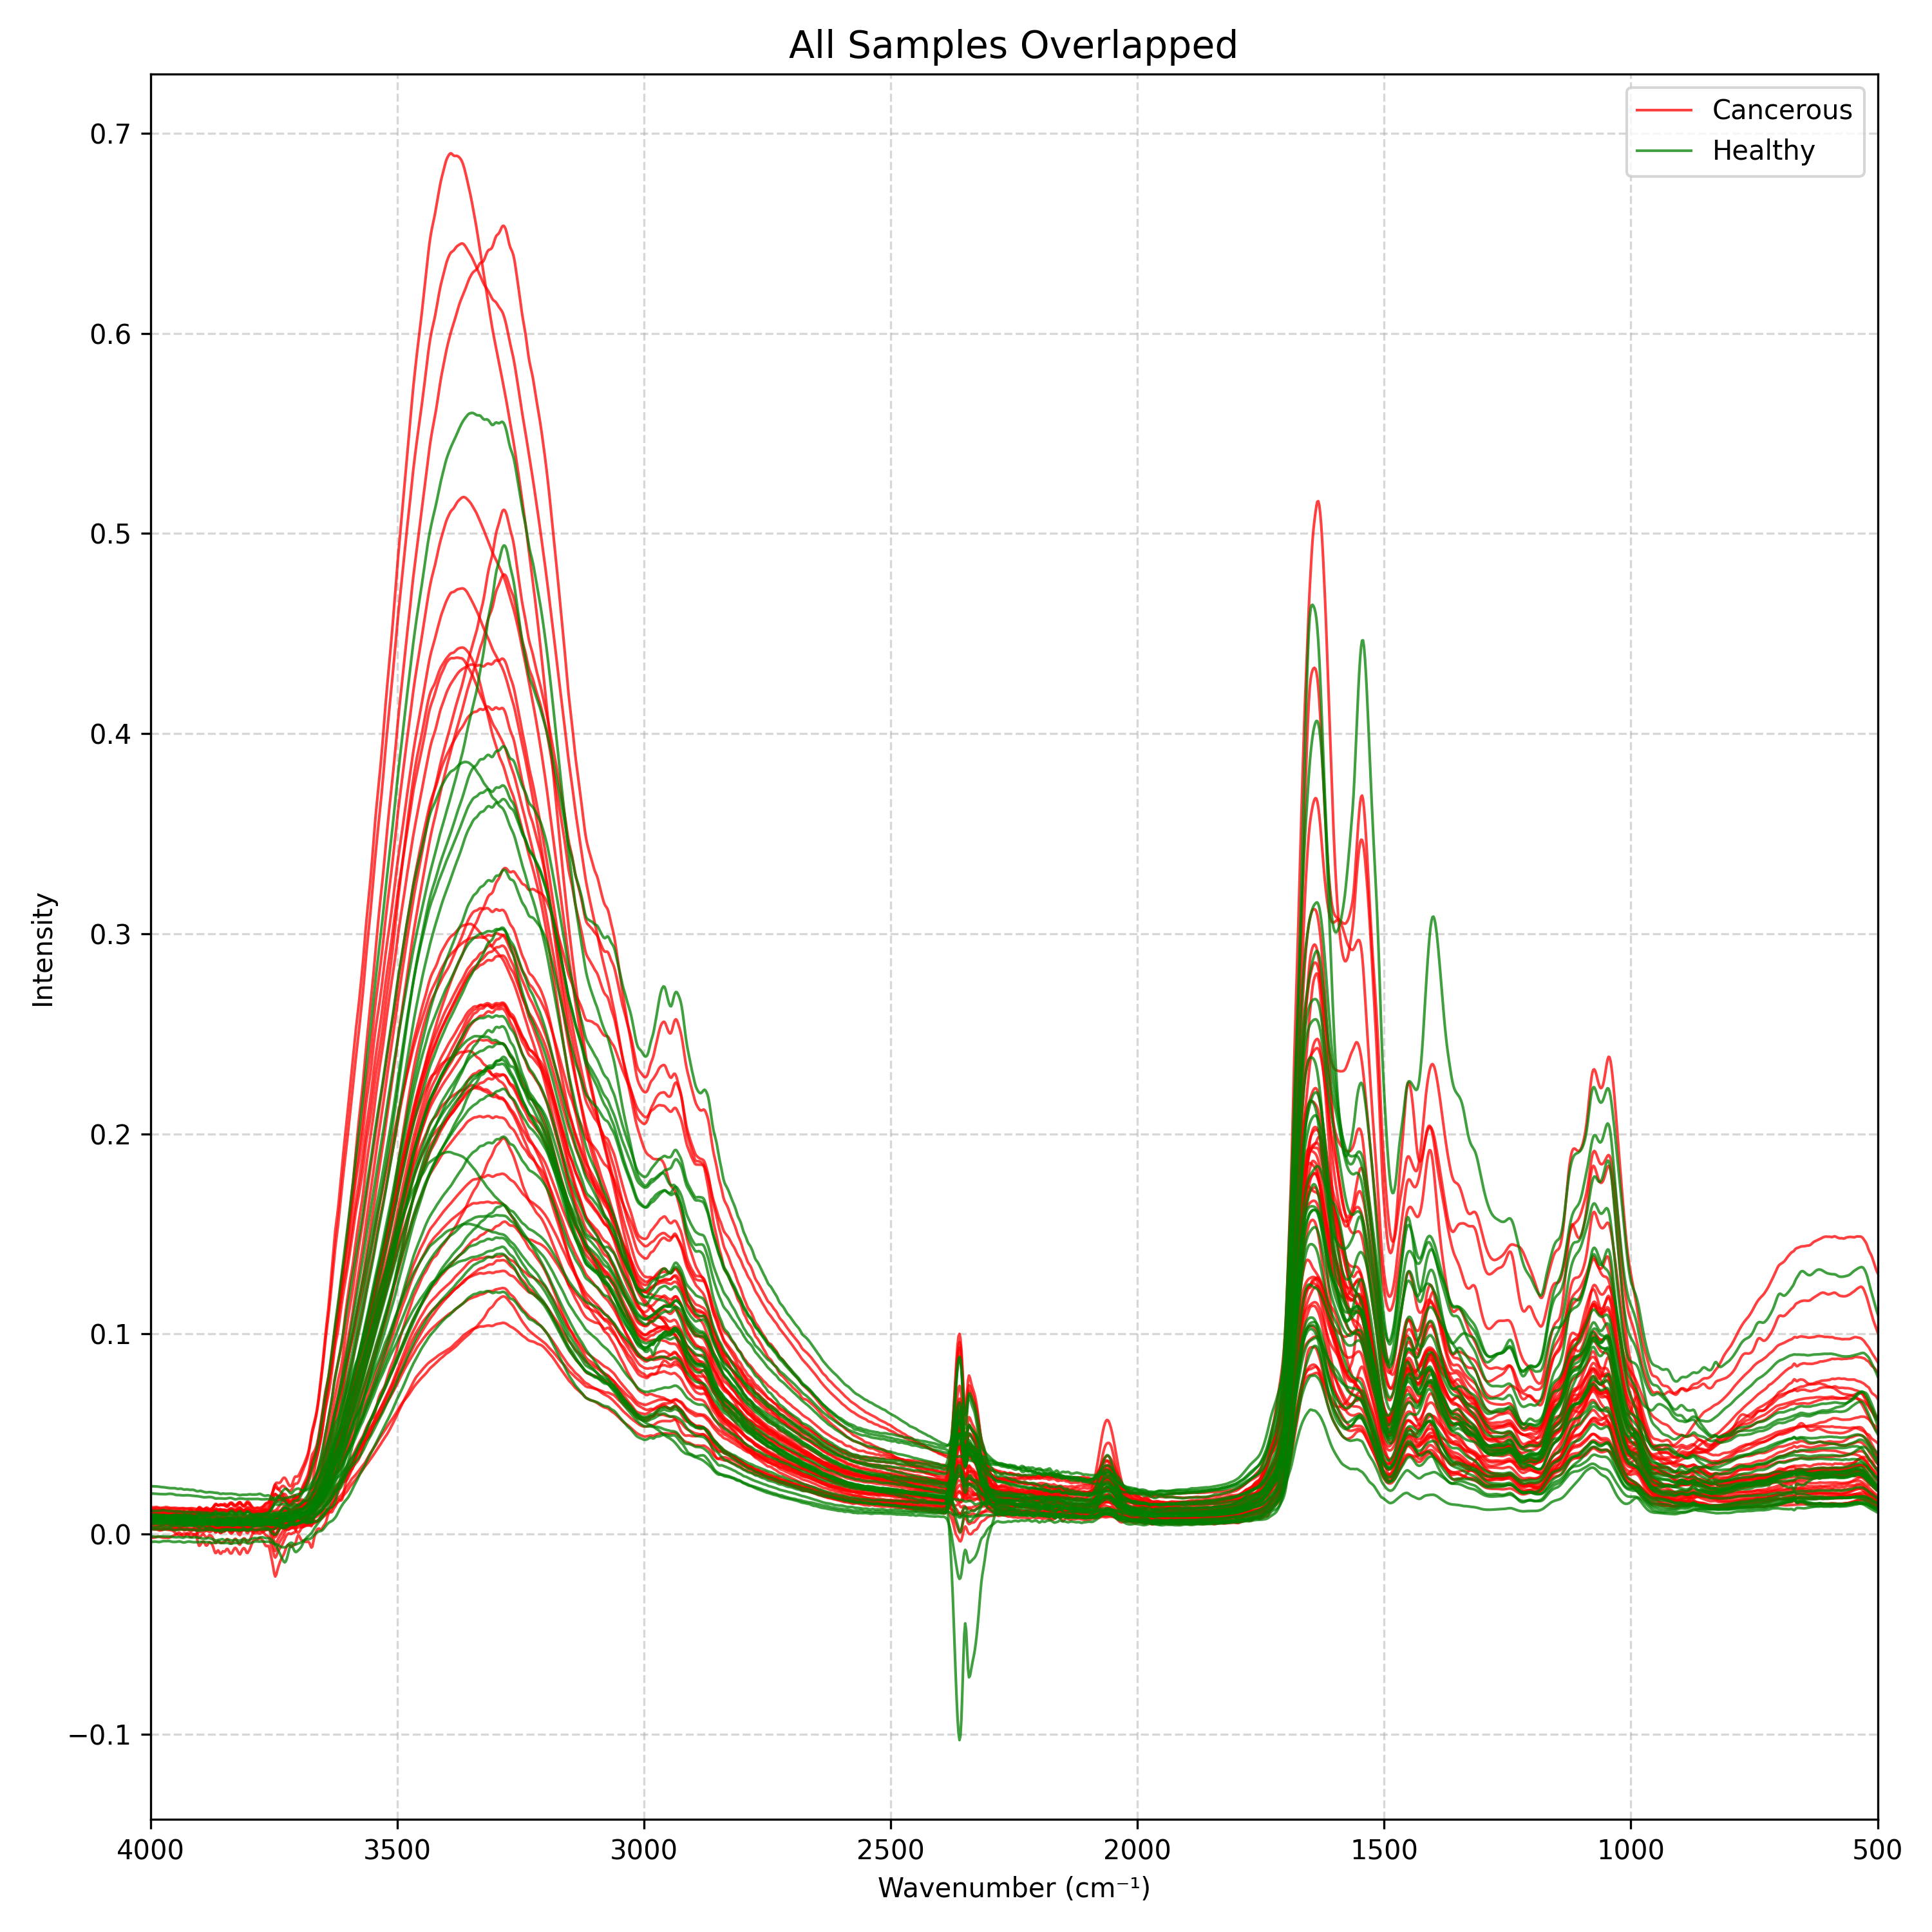 All Samples Overlapped
Cancerous
Healthy
0.7
0.6
0.5
0.4
0.3
0.2
0.1
0.0
−0.1
Intensity
4000 3500 3000 2500 2000 1500 1000 500
Wavenumber (cm⁻¹)